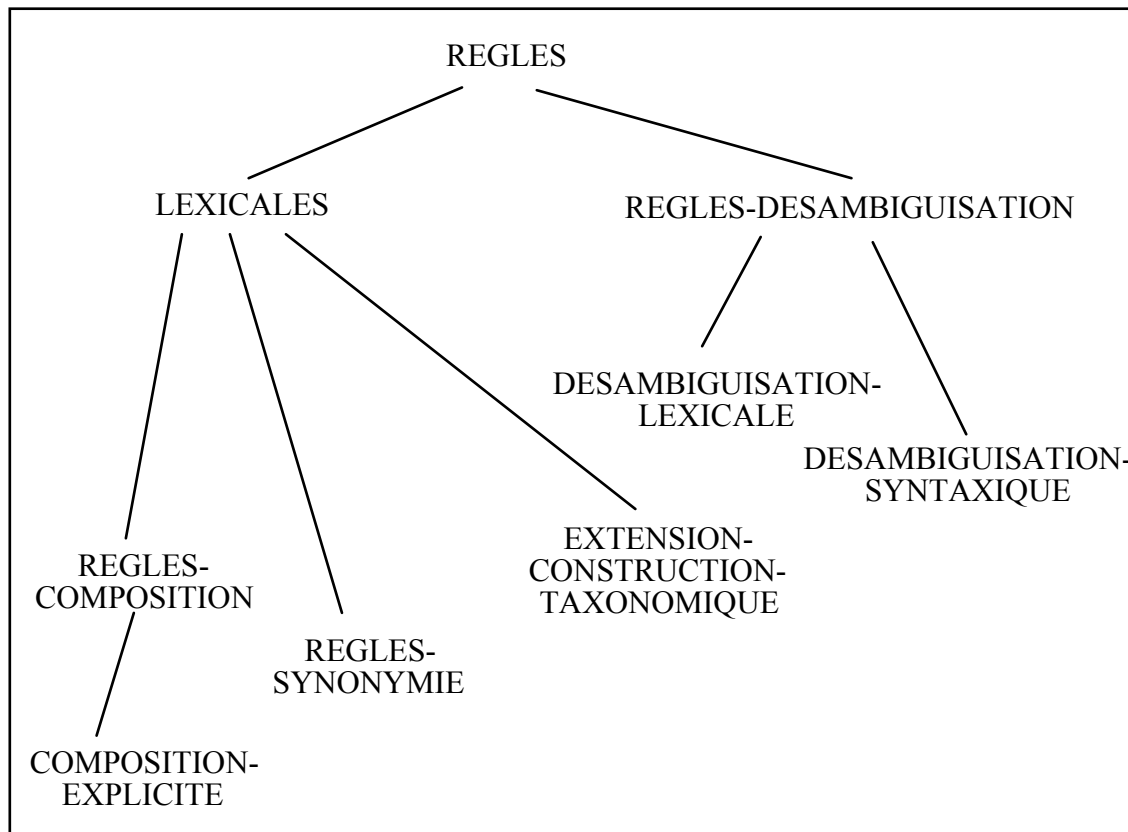 REGLES
LEXICALES
REGLES-DESAMBIGUISATION
DESAMBIGUISATION-
LEXICALE
DESAMBIGUISATION-
SYNTAXIQUE
EXTENSION-
CONSTRUCTION-
TAXONOMIQUE
REGLES-
COMPOSITION
REGLES-
SYNONYMIE
COMPOSITION-
EXPLICITE